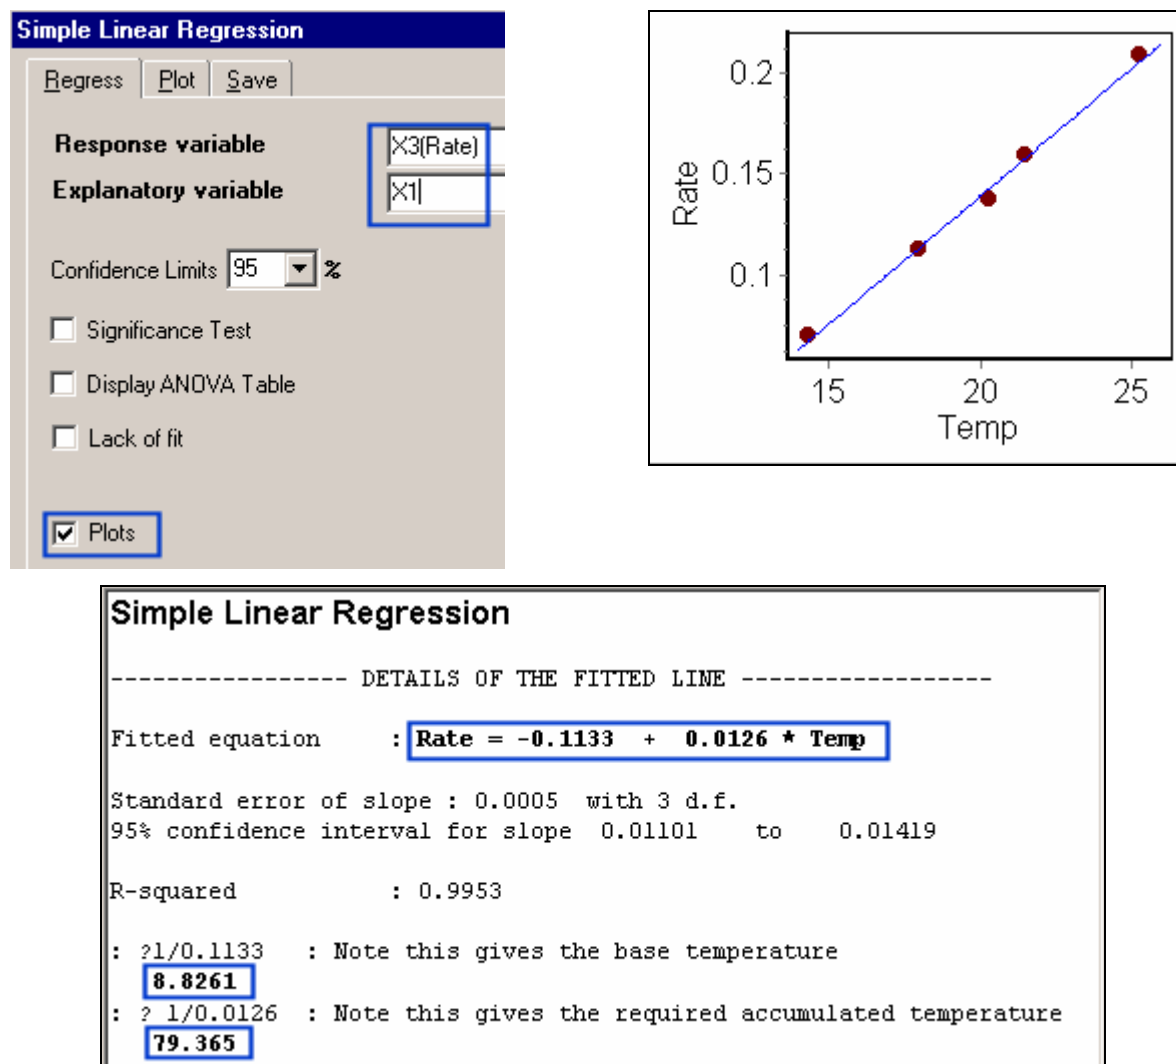 Simple Linear Regression
Regress Plot Save
Response variable X3(Rate)
Explanatory variable X1
Confidence Limits 95 %
Significance Test
Display ANOVA Table
Lack of fit
Plots
0.2
0.15
0.1
Rate
15 20 25
Temp
Simple Linear Regression
----------------- DETAILS OF THE FITTED LINE ------------------
Fitted equation : Rate = -0.1133 + 0.0126 * Temp
Standard error of slope : 0.0005 with 3 d.f.
95% confidence interval for slope 0.01101 to 0.01419
R-squared : 0.9953
: ?1/0.1133 : Note this gives the base temperature
8.8261
: ? 1/0.0126 : Note this gives the required accumulated temperature
79.365